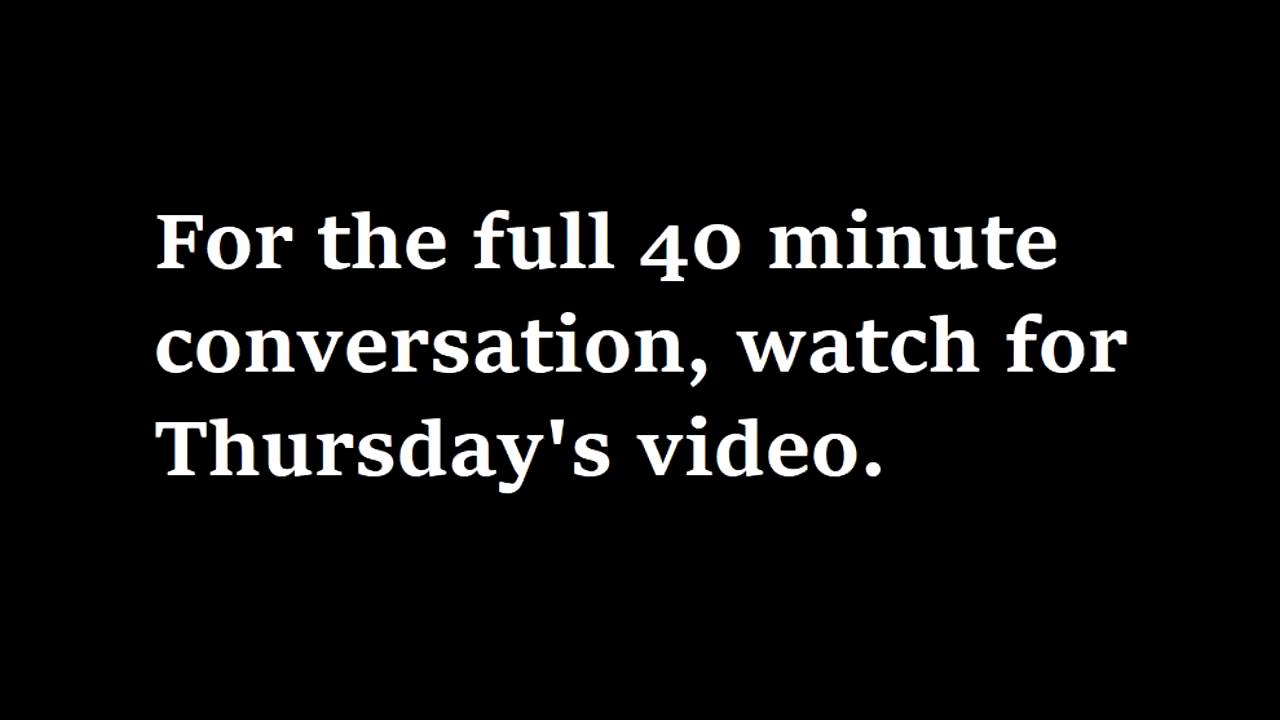 For the full 40 minute
conversation, watch for
Thursday's video.